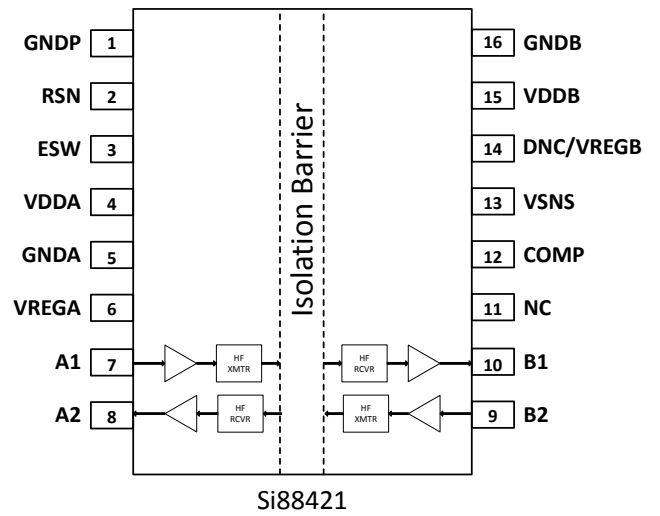 GNDP 1
RSN 2
ESW 3
VDDA 4
GNDA 5
VREGA 6
A1 7
A2 8
HF
XMTR
HF
RCVR
Isolation Barrier
HF
RCVR
HF
XMTR
16 GNDB
15 VDDB
14 DNC/VREGB
13 VSNS
12 COMP
11 NC
10 B1
9 B2
Si88421